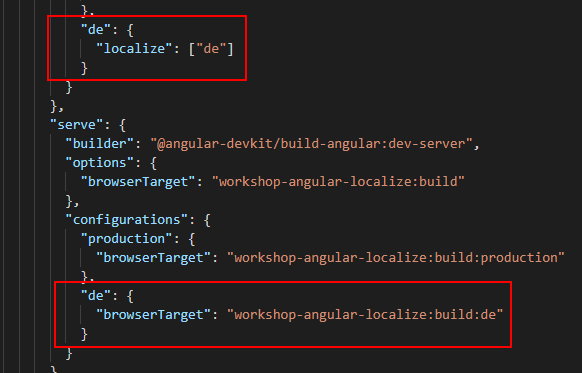 },
"de": {
"localize": ["de"]
}
}
},
"serve": {
"builder": "@angular-devkit/build-angular:dev-server",
"options": {
"browserTarget": "workshop-angular-localize:build"
},
"configurations": {
"production": {
"browserTarget": "workshop-angular-localize:build:production"
},
"de": {
"browserTarget": "workshop-angular-localize:build:de"
}
}
}